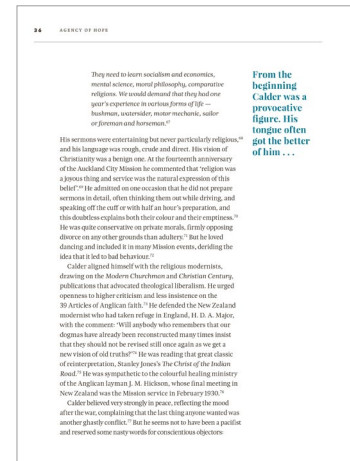 36 AGENCY OF HOPE
They need to learn socialism and economics,
mental science, moral philosophy, comparative
religions. We would demand that they had one
year's experience in various forms of life —
bushman, watersider, motor mechanic, sailor
or foreman and horseman.67
From the
beginning
Calder was a
provocative
figure. His
tongue often
got the better
of him . . .
His sermons were entertaining but never particularly religious,68
and his language was rough, crude and direct. His vision of
Christianity was a benign one. At the fourteenth anniversary
of the Auckland City Mission he commented that 'religion was
a joyous thing and service was the natural expression of this
belief'.69 He admitted on one occasion that he did not prepare
sermons in detail, often thinking them out while driving, and
speaking off the cuff or with half an hour's preparation, and
this doubtless explains both their colour and their emptiness.70
He was quite conservative on private morals, firmly opposing
divorce on any other grounds than adultery.71 But he loved
dancing and included it in many Mission events, deriding the
idea that it led to bad behaviour.72
Calder aligned himself with the religious modernists,
drawing on the Modern Churchman and Christian Century,
publications that advocated theological liberalism. He urged
openness to higher criticism and less insistence on the
39 Articles of Anglican faith.73 He defended the New Zealand
modernist who had taken refuge in England, H. D. A. Major,
with the comment: 'Will anybody who remembers that our
dogmas have already been reconstructed many times insist
that they should not be revised still once again as we get a
new vision of old truths?'74 He was reading that great classic
of reinterpretation, Stanley Jones's The Christ of the Indian
Road.75 He was sympathetic to the colourful healing ministry
of the Anglican layman J. M. Hickson, whose final meeting in
New Zealand was the Mission service in February 1930.76
Calder believed very strongly in peace, reflecting the mood
after the war, complaining that the last thing anyone wanted was
another ghastly conflict.77 But he seems not to have been a pacifist
and reserved some nasty words for conscientious objectors: